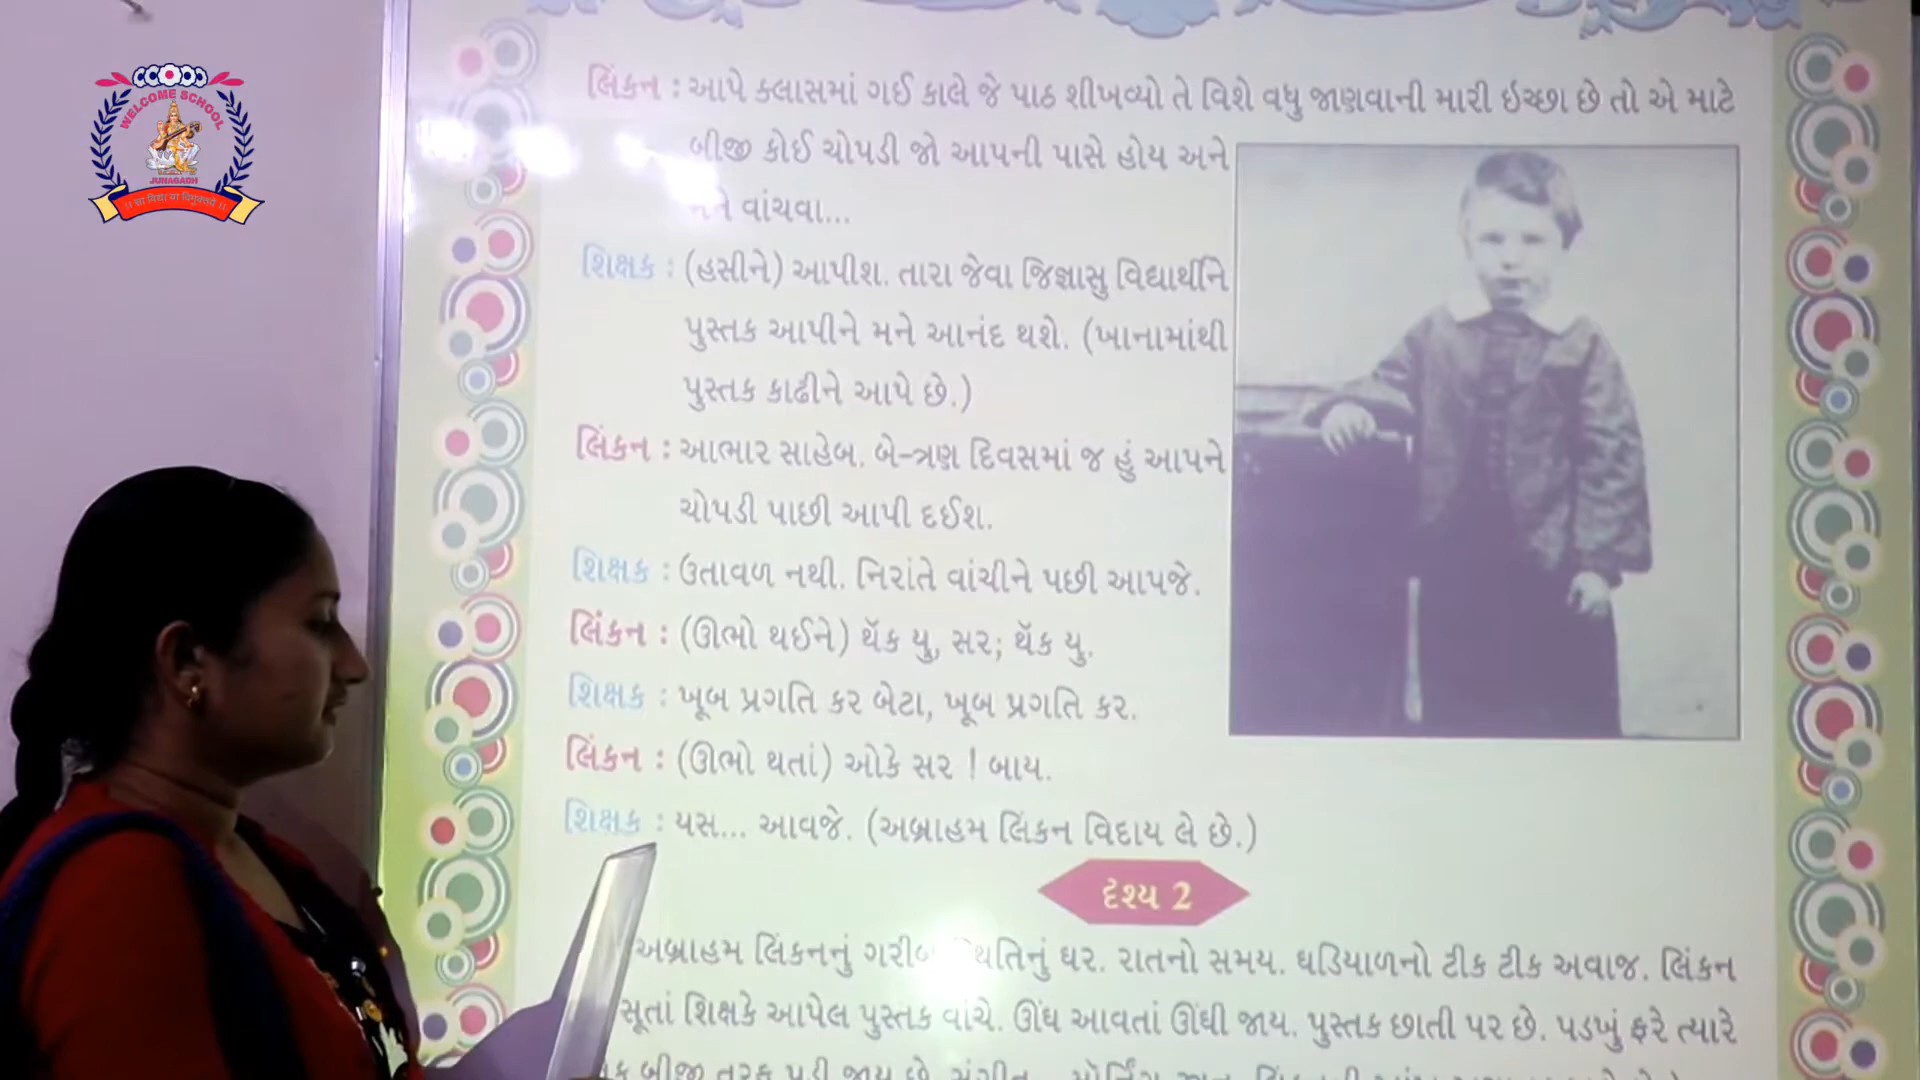 WELCOME SCHOOL
JUNAGADH
॥ सा विद्या या विमुक्तये ॥
લિંકન : આપે ક્લાસમાં ગઈ કાલે જે પાઠ શીખવ્યો તે વિશે વધુ જાણવાની મારી ઇચ્છા છે તો એ માટે
બીજી કોઈ ચોપડી જો આપની પાસે હોય અને
વાંચવા...
શિક્ષક : (હસીને) આપીશ. તારા જેવા જિજ્ઞાસુ વિદ્યાર્થીને
પુસ્તક આપીને મને આનંદ થશે. (ખાનામાંથી
પુસ્તક કાઢીને આપે છે.)
લિંકન : આભાર સાહેબ. બે-ત્રણ દિવસમાં જ હું આપને
ચોપડી પાછી આપી દઈશ.
શિક્ષક : ઉતાવળ નથી. નિરાંતે વાંચીને પછી આપજે.
લિંકન : (ઊભો થઈને) થૅંક યુ, સર; થૅંક યુ.
શિક્ષક : ખૂબ પ્રગતિ કર બેટા, ખૂબ પ્રગતિ કર.
લિંકન : (ઊભો થતાં) ઓકે સર ! બાય.
શિક્ષક : યસ... આવજે. (અબ્રાહમ લિંકન વિદાય લે છે.)
દૃશ્ય 2
અબ્રાહમ લિંકનનું ઘર. રાતનો સમય. ઘડિયાળનો ટીક ટીક અવાજ. લિંકન
સૂતાં શિક્ષકે આપેલ પુસ્તક વાંચે. ઊંઘ આવતાં ઊંઘી જાય. પુસ્તક છાતી પર છે. પડખું ફરે ત્યારે
બીજી તરફ પડી જાય છે.